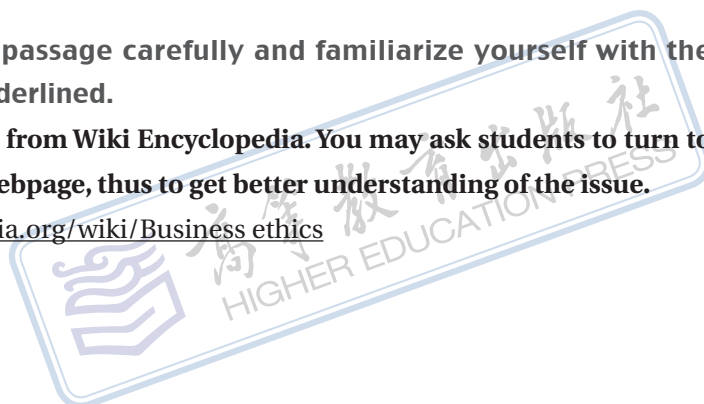 passage carefully and familiarize yourself with the
derlined.
from Wiki Encyclopedia. You may ask students to turn to
ebpage, thus to get better understanding of the issue.
ia.org/wiki/Business ethics
高等教育出版社
HIGHER EDUCATION PRESS